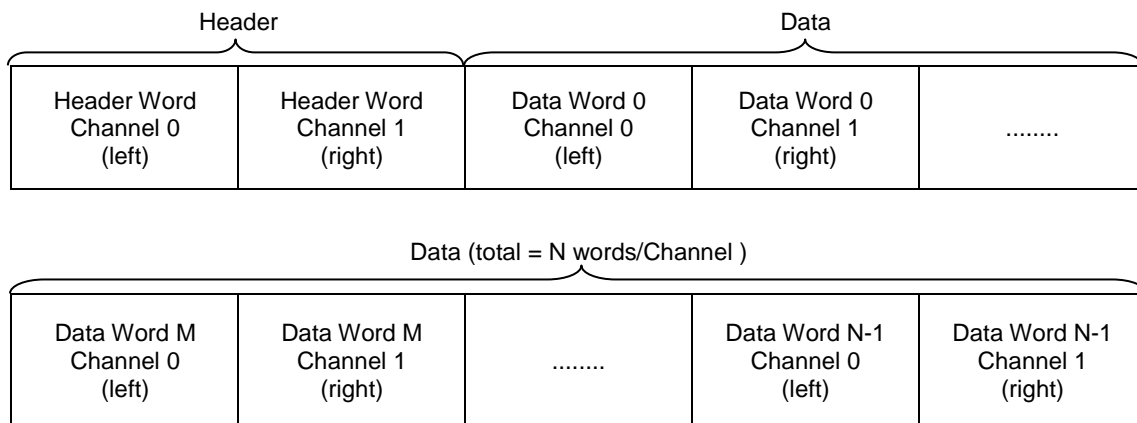 Header
Data
Header Word
Channel 0
(left)
Header Word
Channel 1
(right)
Data Word 0
Channel 0
(left)
Data Word 0
Channel 1
(right)
........
Data (total = N words/Channel )
Data Word M
Channel 0
(left)
Data Word M
Channel 1
(right)
........
Data Word N-1
Channel 0
(left)
Data Word N-1
Channel 1
(right)